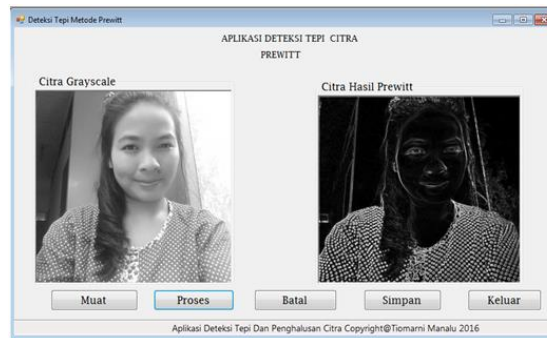 Deteksi Tepi Metode Prewitt
APLIKASI DETEKSI TEPI CITRA
PREWITT
Citra Grayscale
Citra Hasil Prewitt
Muat Proses Batal Simpan Keluar
Aplikasi Deteksi Tepi Dan Penghalusan Citra Copyright@Tiomarni Manalu 2016